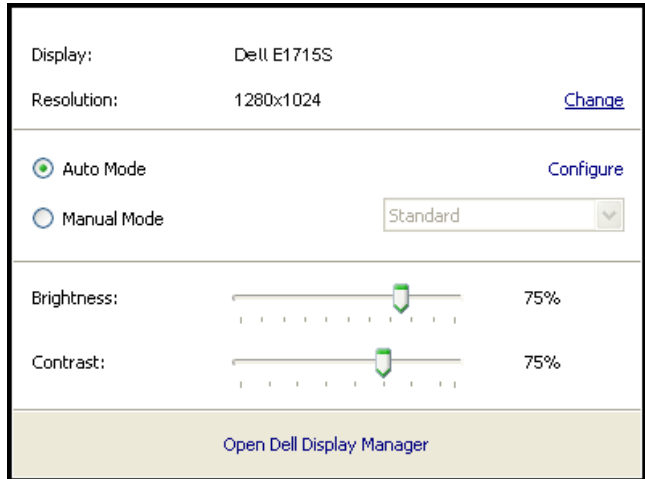 Display: Dell E1715S
Resolution: 1280x1024 Change
Auto Mode Configure
Manual Mode Standard
Brightness: 75%
Contrast: 75%
Open Dell Display Manager